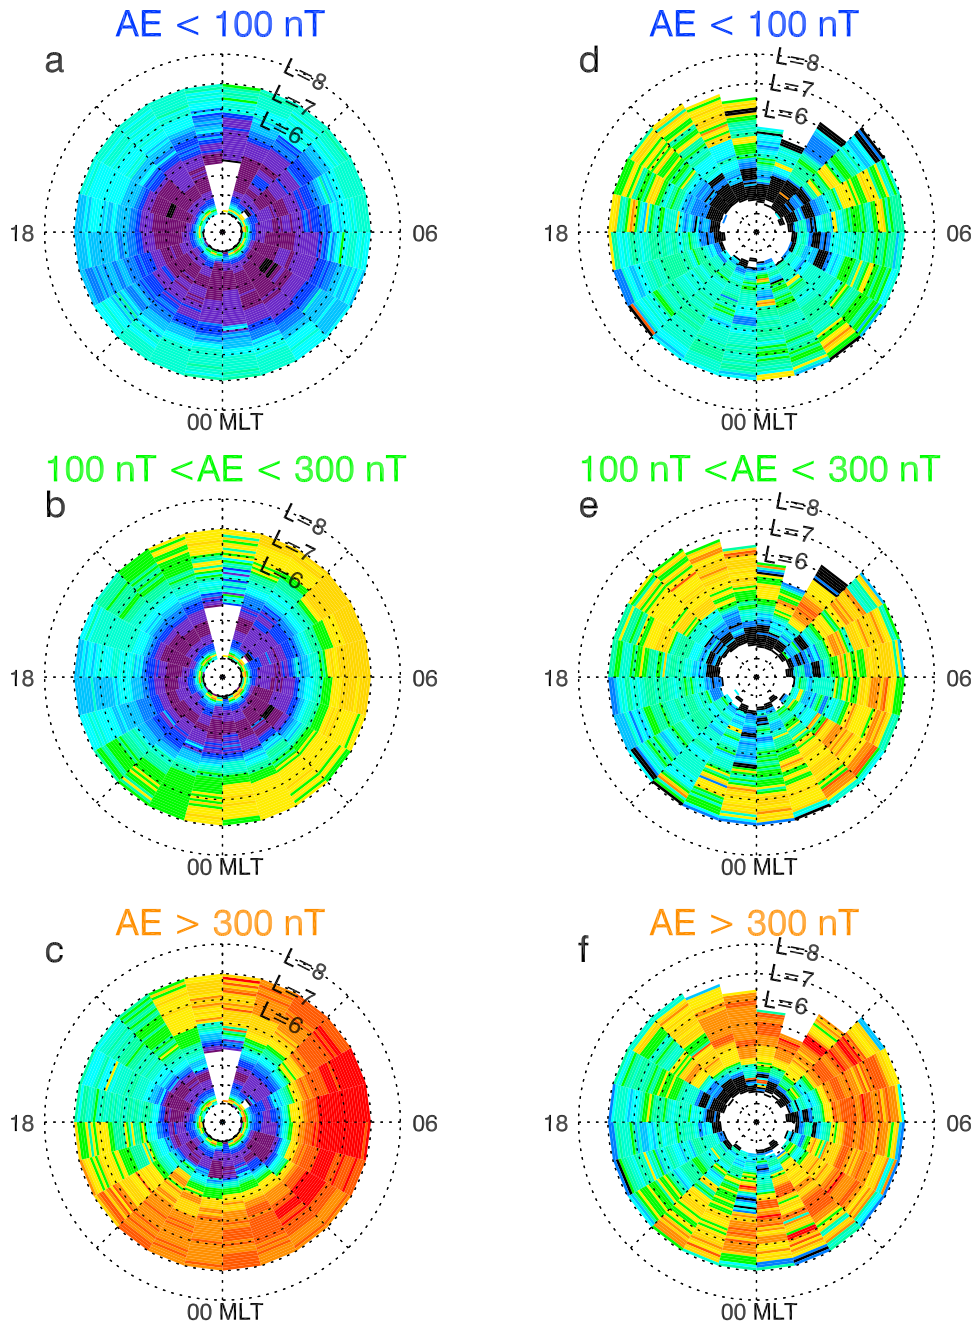 AE < 100 nT
a
L=8
L=7
L=6
18
06
00 MLT
AE < 100 nT
d
L=8
L=7
L=6
18
06
00 MLT
100 nT <AE < 300 nT
b
L=8
L=7
L=6
18
06
00 MLT
100 nT <AE < 300 nT
e
L=8
L=7
L=6
18
06
00 MLT
AE > 300 nT
c
L=8
L=7
L=6
18
06
00 MLT
AE > 300 nT
f
L=8
L=7
L=6
18
06
00 MLT